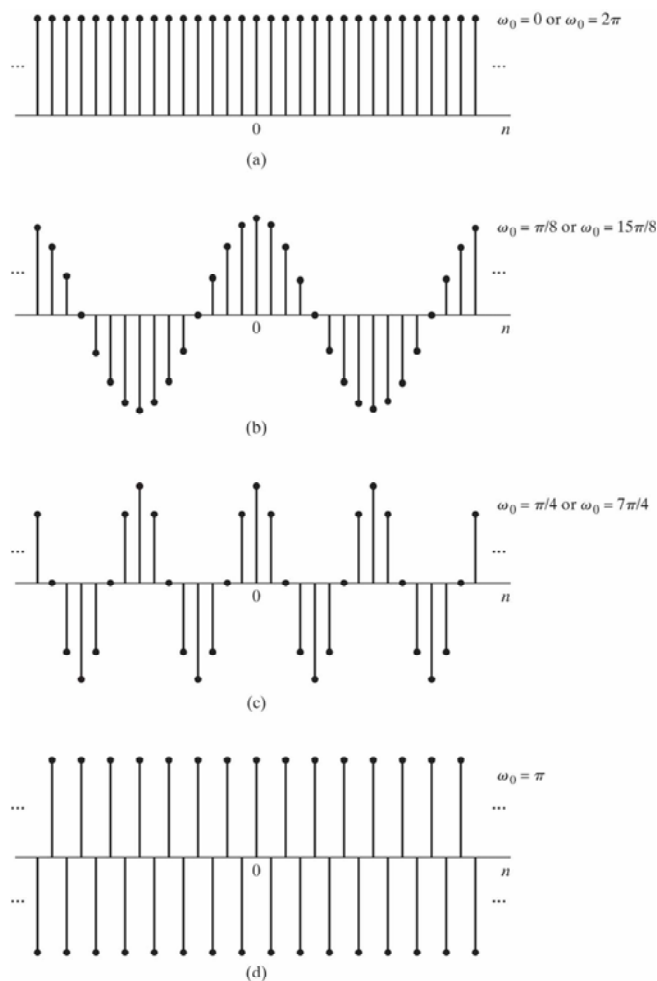 ω₀ = 0 or ω₀ = 2π
... ...
0 n
(a)
ω₀ = π/8 or ω₀ = 15π/8
... ...
0 n
(b)
ω₀ = π/4 or ω₀ = 7π/4
... ...
0 n
(c)
ω₀ = π
... ...
0 n
... ...
(d)